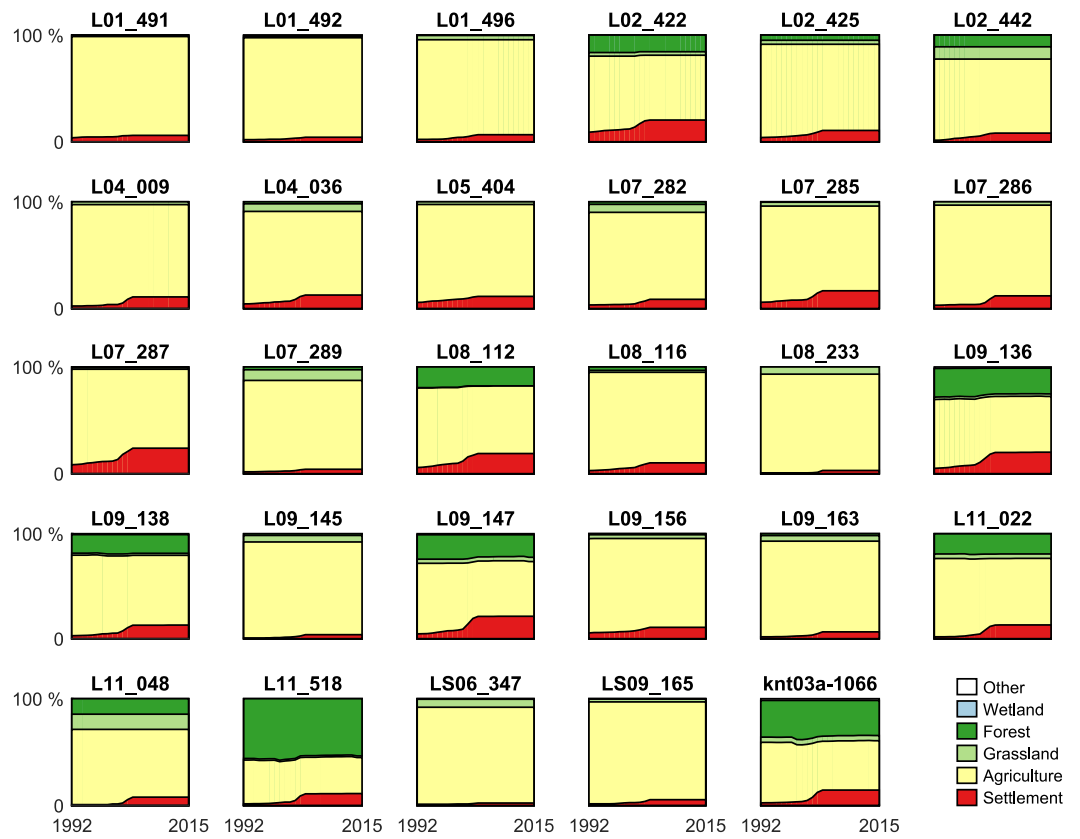 L01_491 L01_492 L01_496 L02_422 L02_425 L02_442
100 %
0
L04_009 L04_036 L05_404 L07_282 L07_285 L07_286
100 %
0
L07_287 L07_289 L08_112 L08_116 L08_233 L09_136
100 %
0
L09_138 L09_145 L09_147 L09_156 L09_163 L11_022
100 %
0
L11_048 L11_518 LS06_347 LS09_165 knt03a-1066
100 %
0
1992 2015 1992 2015 1992 2015 1992 2015 1992 2015
Other
Wetland
Forest
Grassland
Agriculture
Settlement